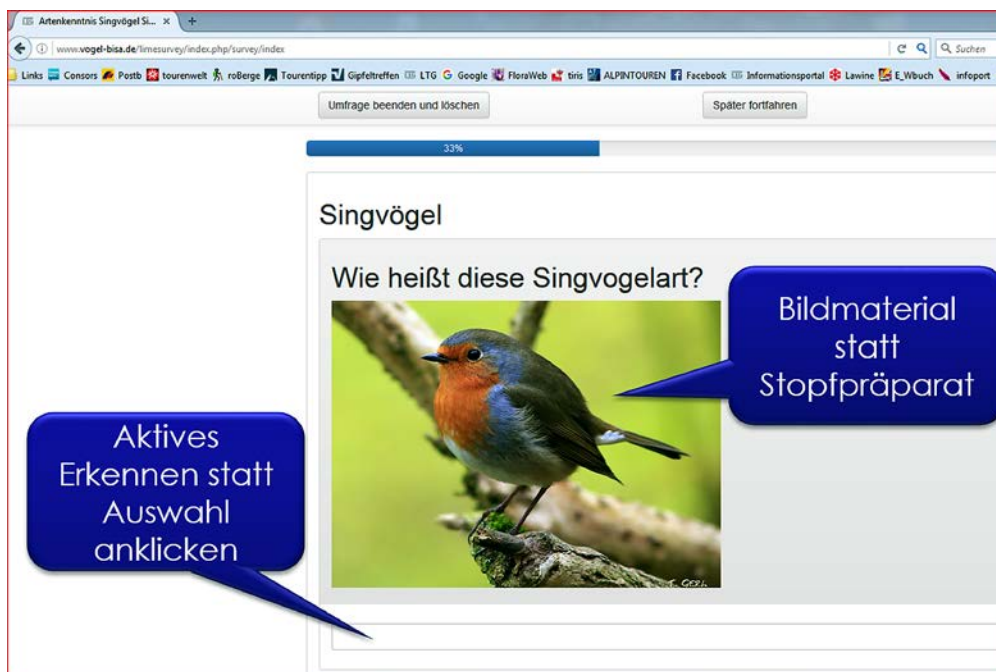 Artenkenntnis Singvögel Si...
www.vogel-bisa.de/limesurvey/index.php/survey/index
Suchen
Links Consors Postb tourenwelt roBerge Tourentipp Gipfeltreffen LTG Google FloraWeb tiris ALPINTOUREN Facebook Informationsportal Lawine E_Wbuch infoport
Umfrage beenden und löschen
Später fortfahren
33%
Singvögel
Wie heißt diese Singvogelart?
Bildmaterial
statt
Stopfpräparat
Aktives
Erkennen statt
Auswahl
anklicken